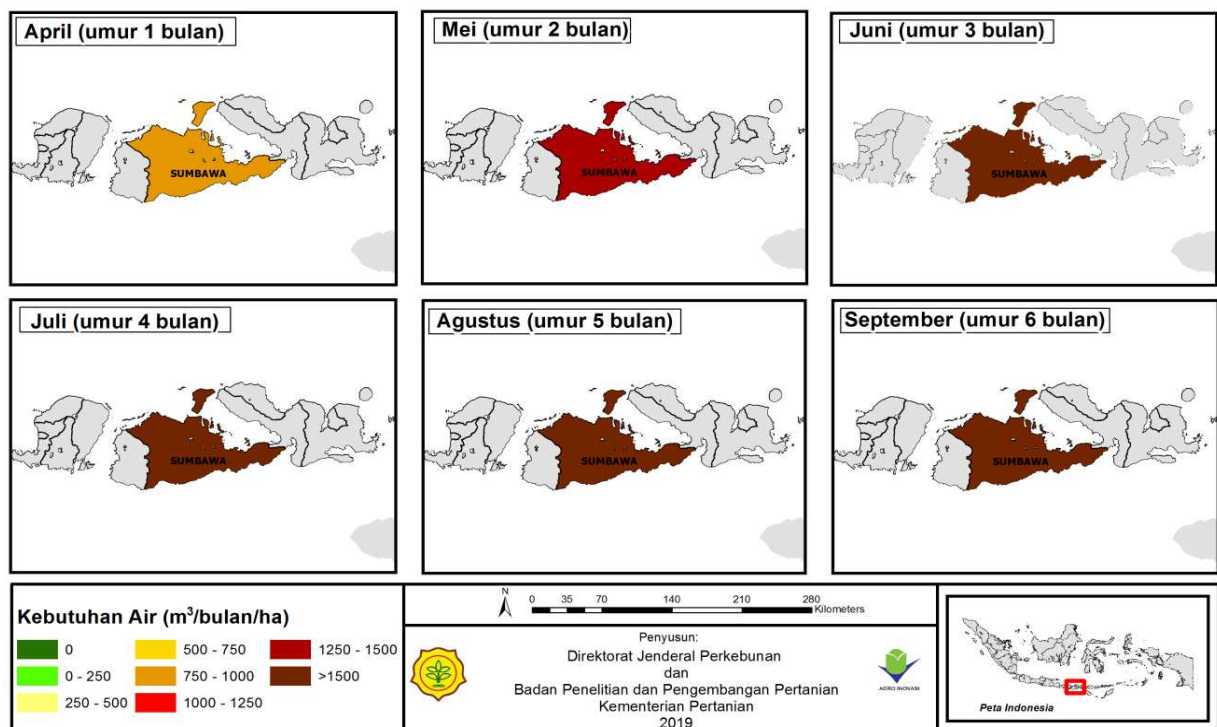 April (umur 1 bulan)
SUMBAWA
Mei (umur 2 bulan)
SUMBAWA
Juni (umur 3 bulan)
SUMBAWA
Juli (umur 4 bulan)
SUMBAWA
Agustus (umur 5 bulan)
SUMBAWA
September (umur 6 bulan)
SUMBAWA
Kebutuhan Air (m³/bulan/ha)
0
0 - 250
250 - 500
500 - 750
750 - 1000
1000 - 1250
1250 - 1500
>1500
N
0 35 70 140 210 280
Kilometers
Penyusun:
Direktorat Jenderal Perkebunan
dan
Badan Penelitian dan Pengembangan Pertanian
Kementerian Pertanian
2019
AGRO INOVASI
Peta Indonesia